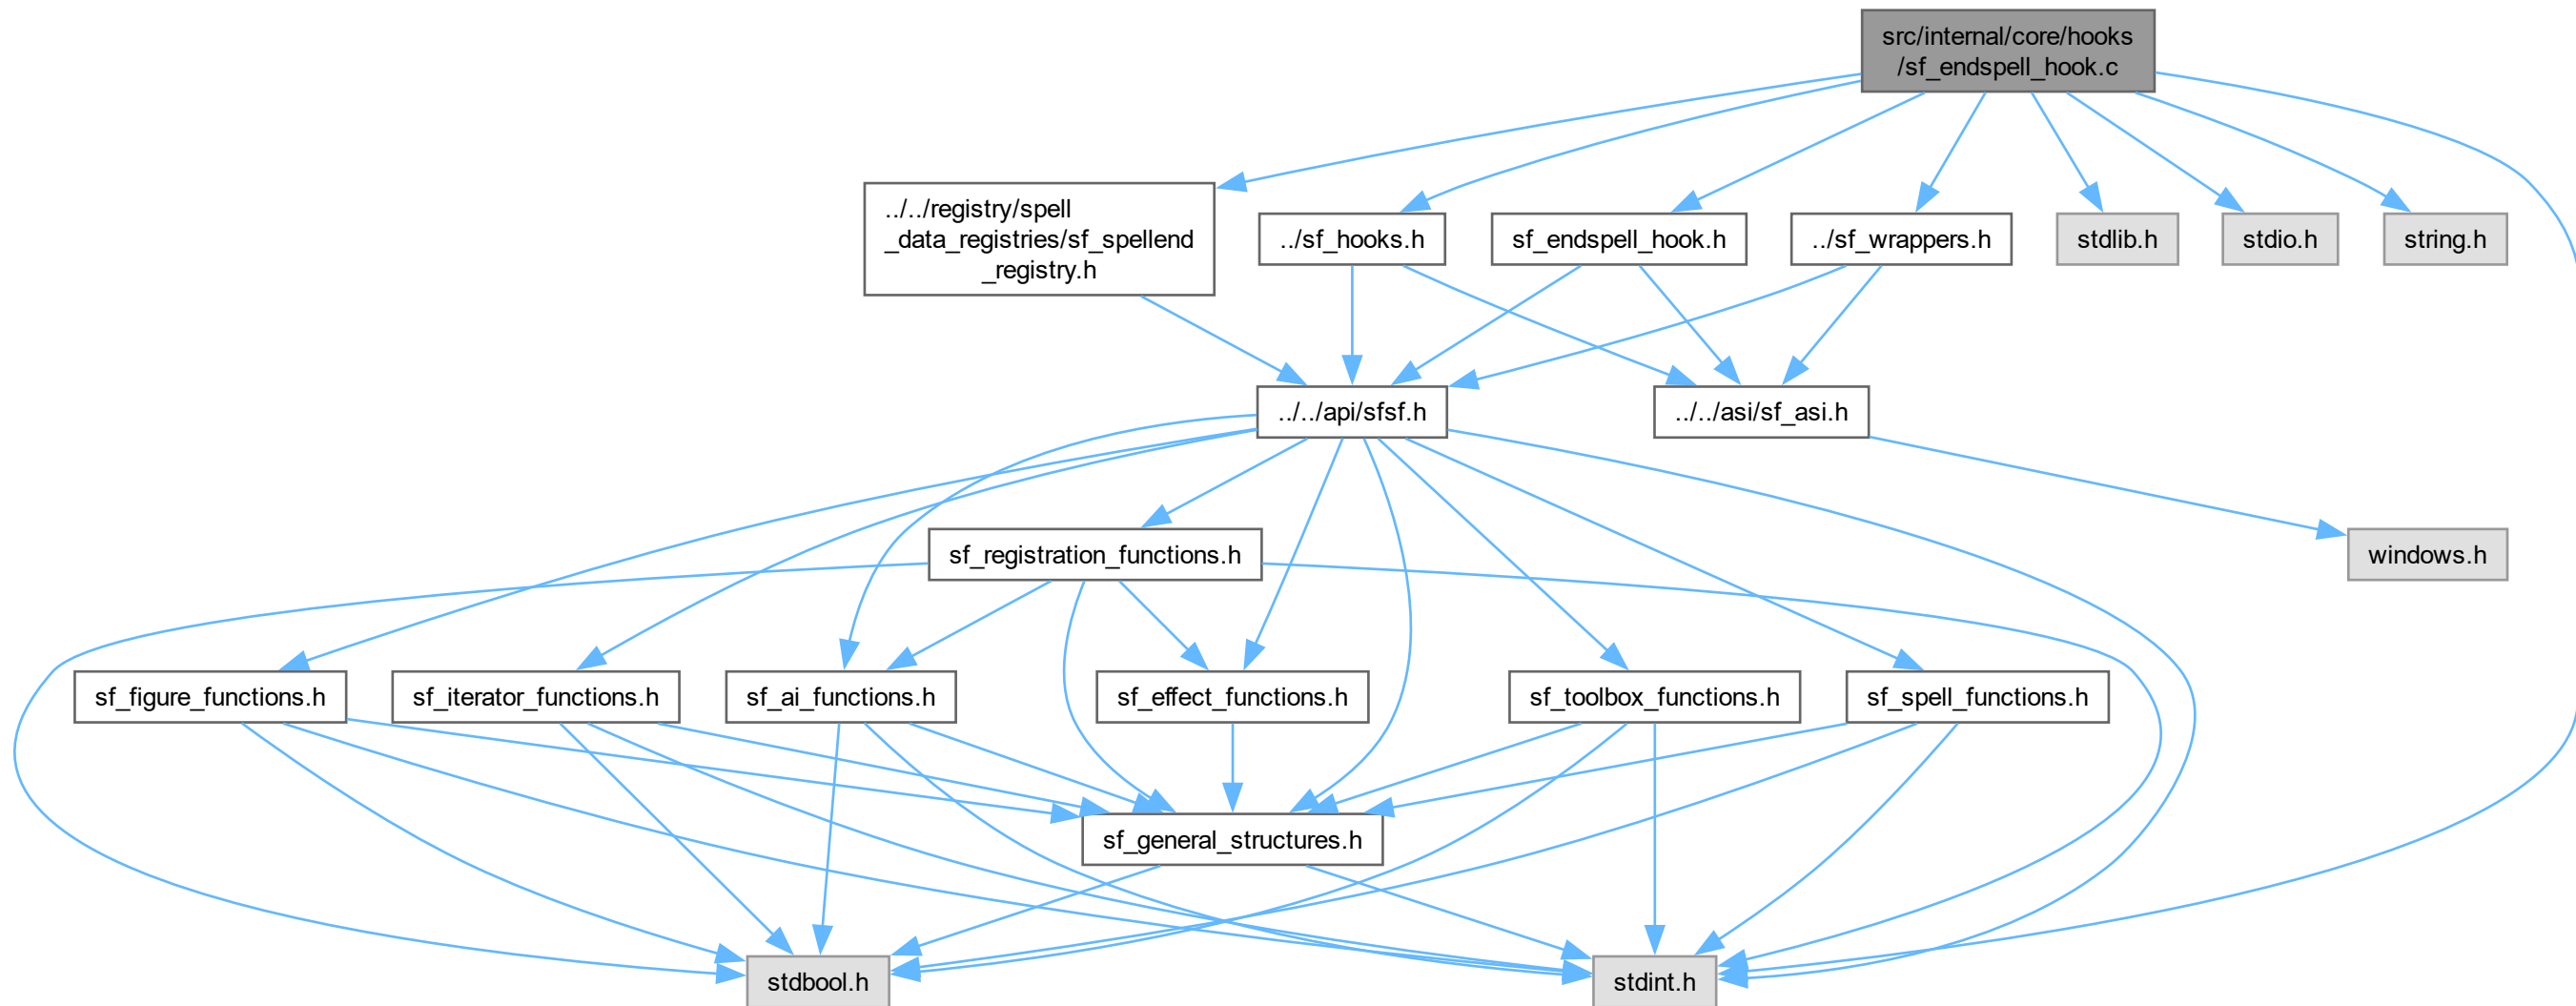 src/internal/core/hooks
/sf_endspell_hook.c
../../registry/spell
_data_registries/sf_spellend
_registry.h
../sf_hooks.h
sf_endspell_hook.h
../sf_wrappers.h
stdlib.h
stdio.h
string.h
../../api/sfsf.h
../../asi/sf_asi.h
sf_registration_functions.h
windows.h
sf_figure_functions.h
sf_iterator_functions.h
sf_ai_functions.h
sf_effect_functions.h
sf_toolbox_functions.h
sf_spell_functions.h
sf_general_structures.h
stdbool.h
stdint.h